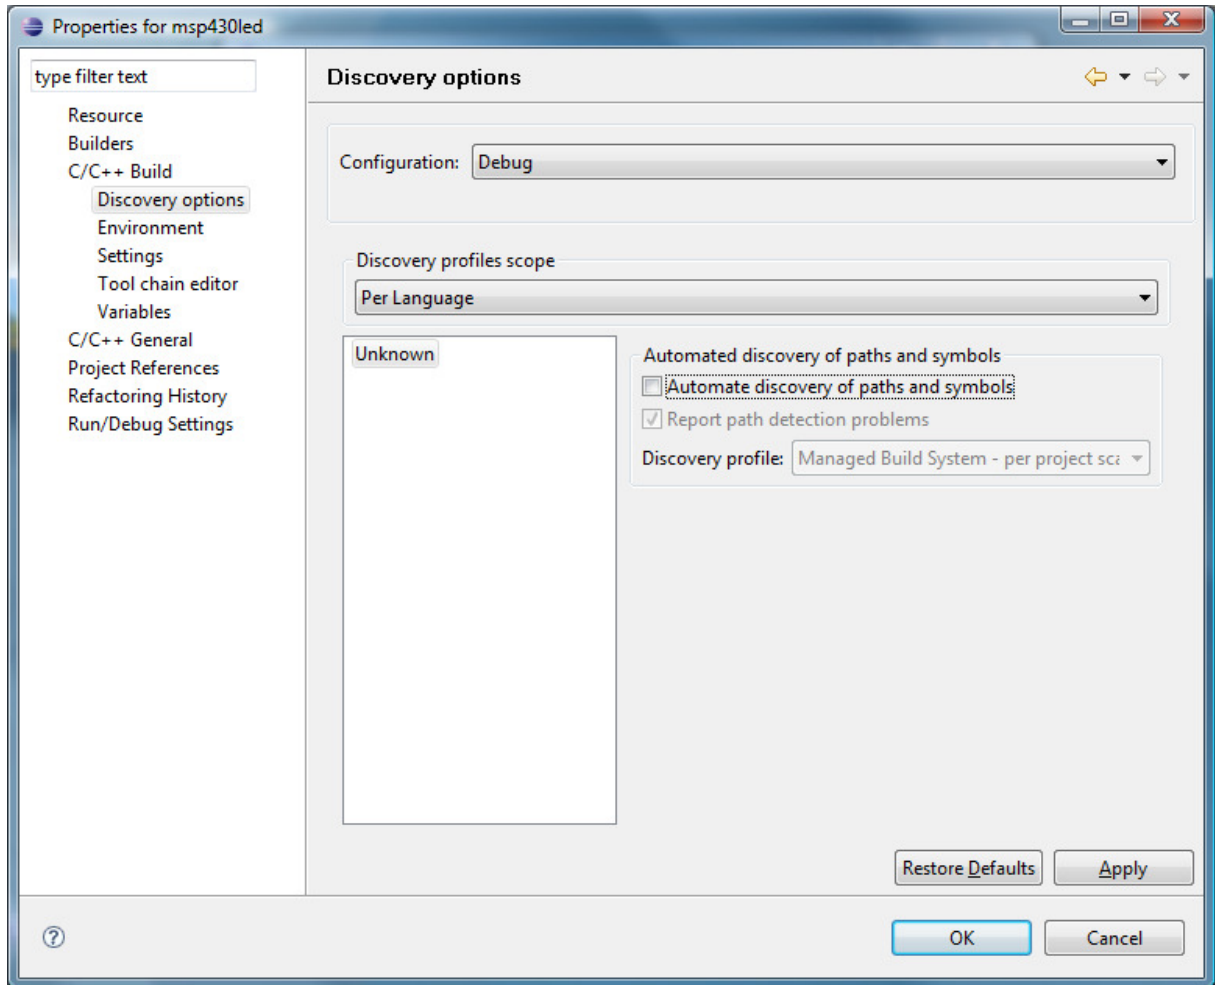 Properties for msp430led
type filter text
Resource
Builders
C/C++ Build
Discovery options
Environment
Settings
Tool chain editor
Variables
C/C++ General
Project References
Refactoring History
Run/Debug Settings
Discovery options
Configuration: Debug
Discovery profiles scope
Per Language
Unknown
Automated discovery of paths and symbols
Automate discovery of paths and symbols
Report path detection problems
Discovery profile: Managed Build System - per project sca
Restore Defaults Apply
OK Cancel